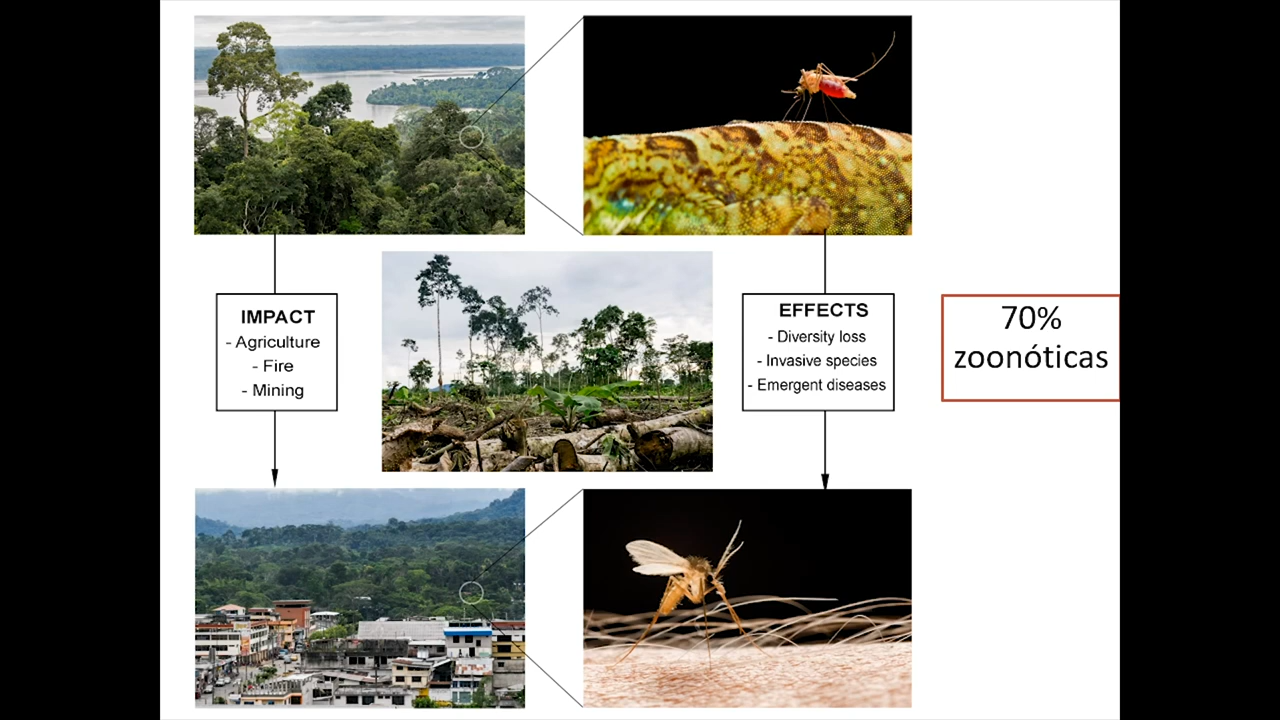 IMPACT
- Agriculture
- Fire
- Mining
EFFECTS
- Diversity loss
- Invasive species
- Emergent diseases
70%
zoonóticas